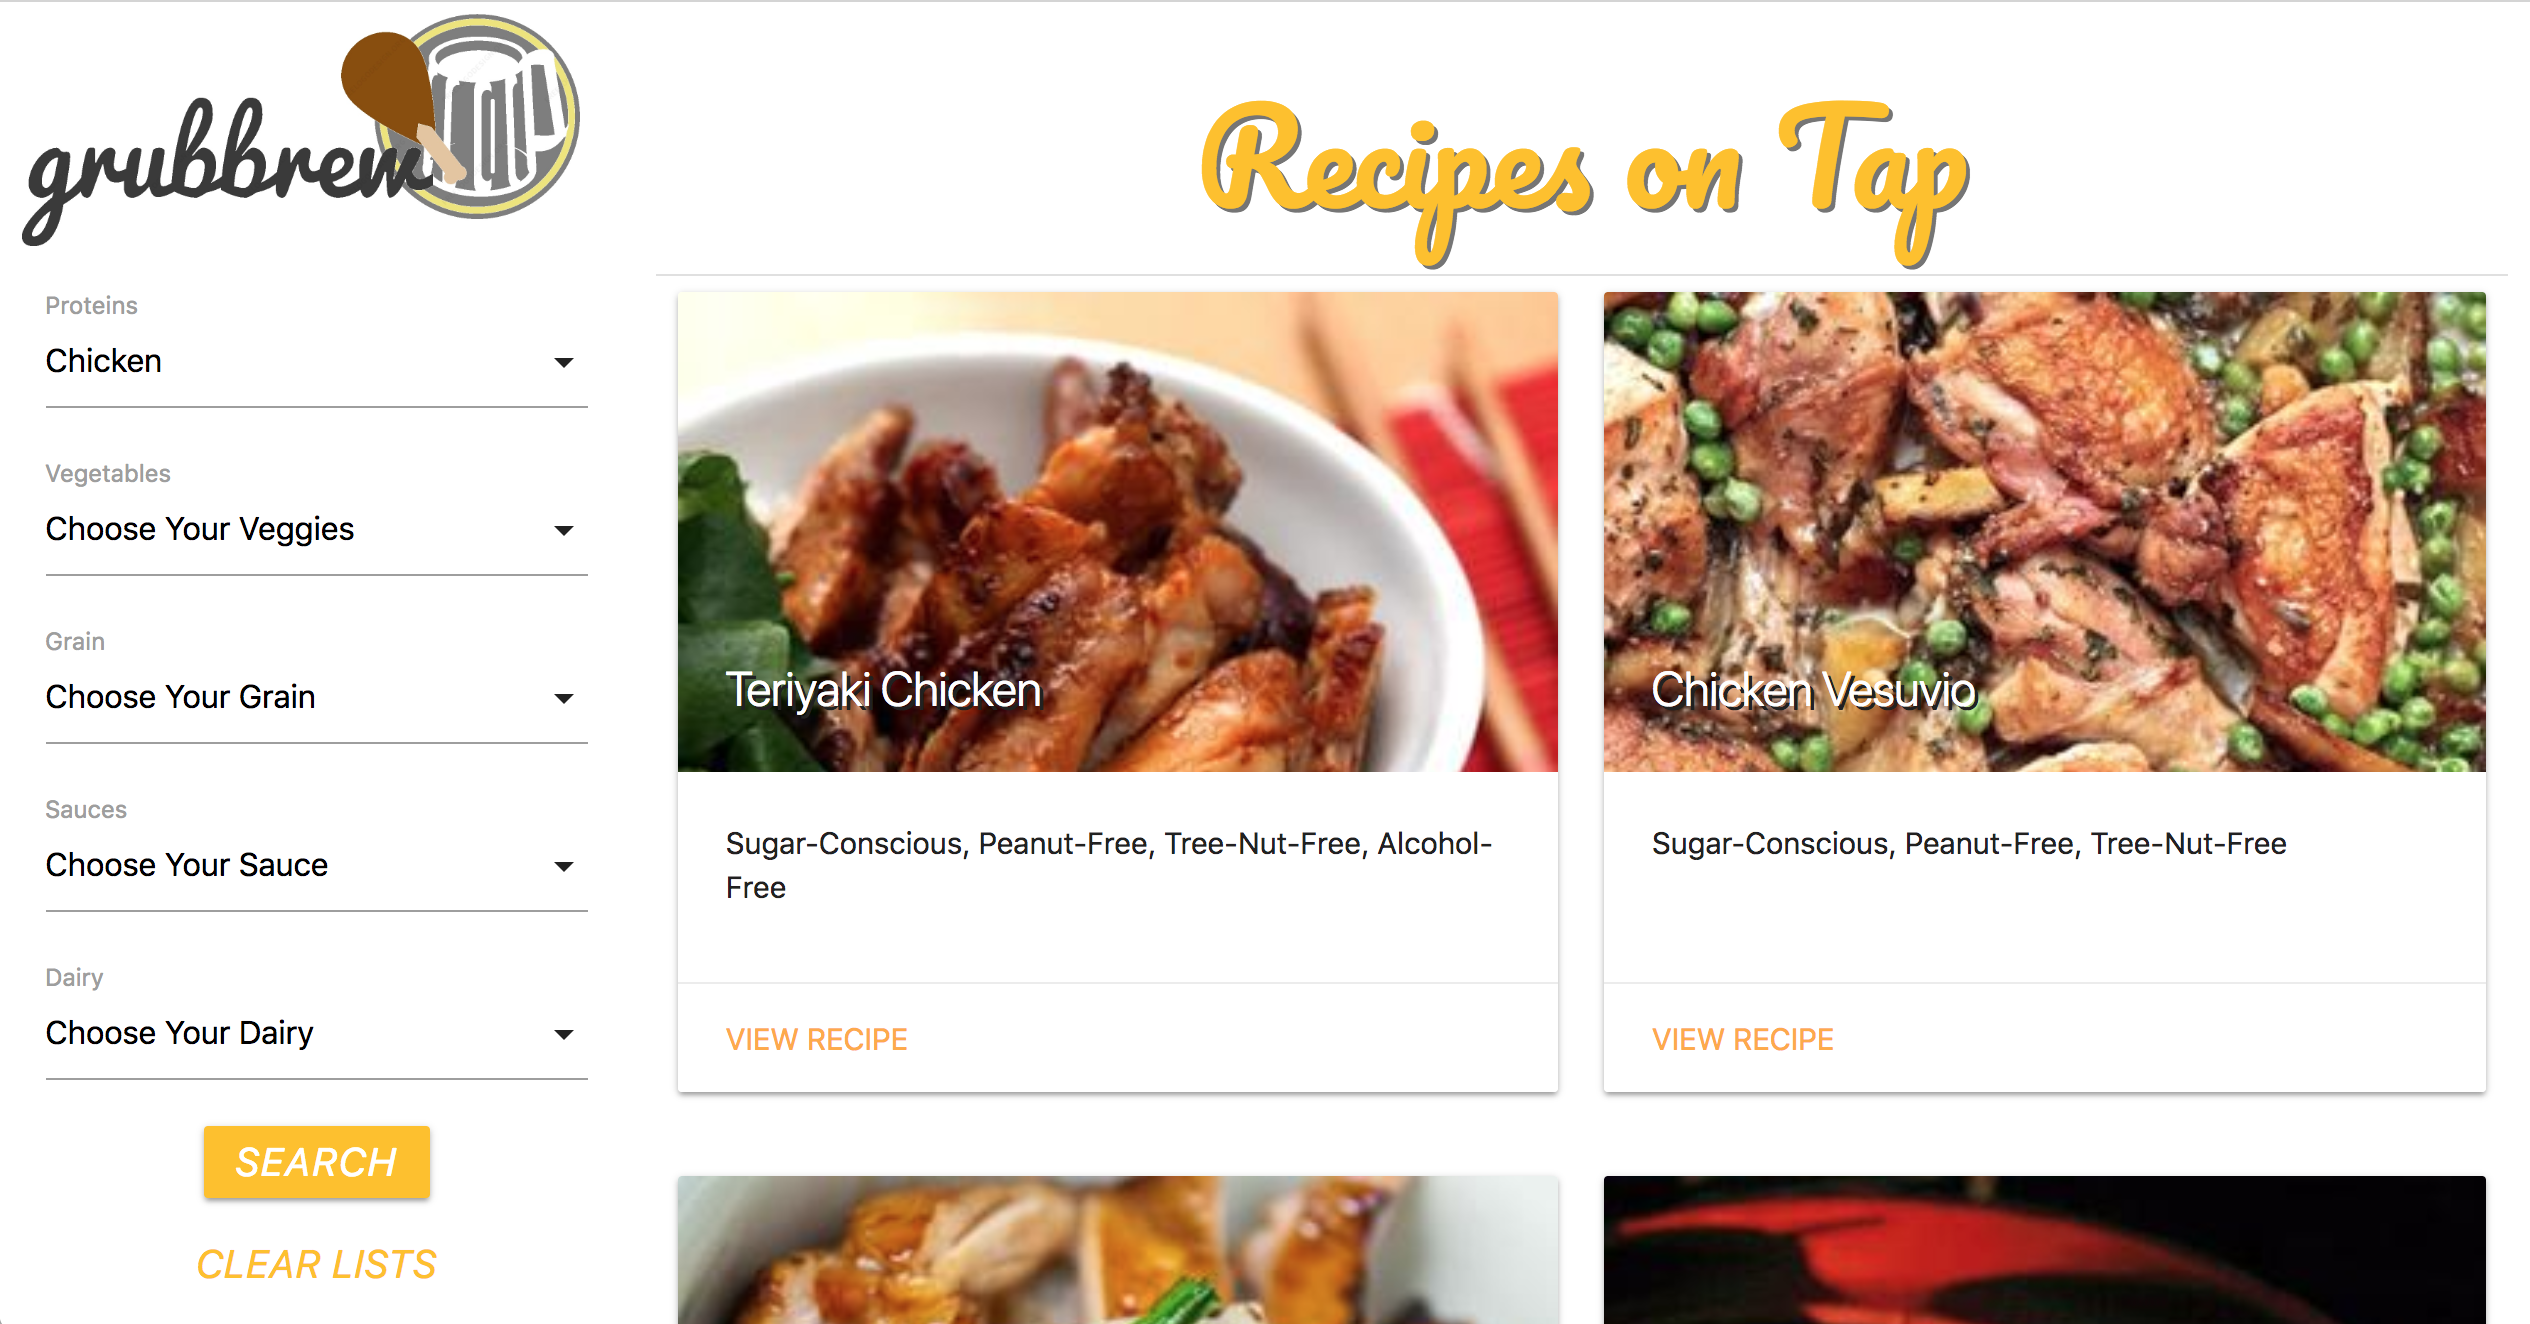 grubbrew
Recipes on Tap
Proteins
Chicken
Vegetables
Choose Your Veggies
Grain
Choose Your Grain
Sauces
Choose Your Sauce
Dairy
Choose Your Dairy
SEARCH
CLEAR LISTS
Teriyaki Chicken
Sugar-Conscious, Peanut-Free, Tree-Nut-Free, Alcohol-
Free
VIEW RECIPE
Chicken Vesuvio
Sugar-Conscious, Peanut-Free, Tree-Nut-Free
VIEW RECIPE